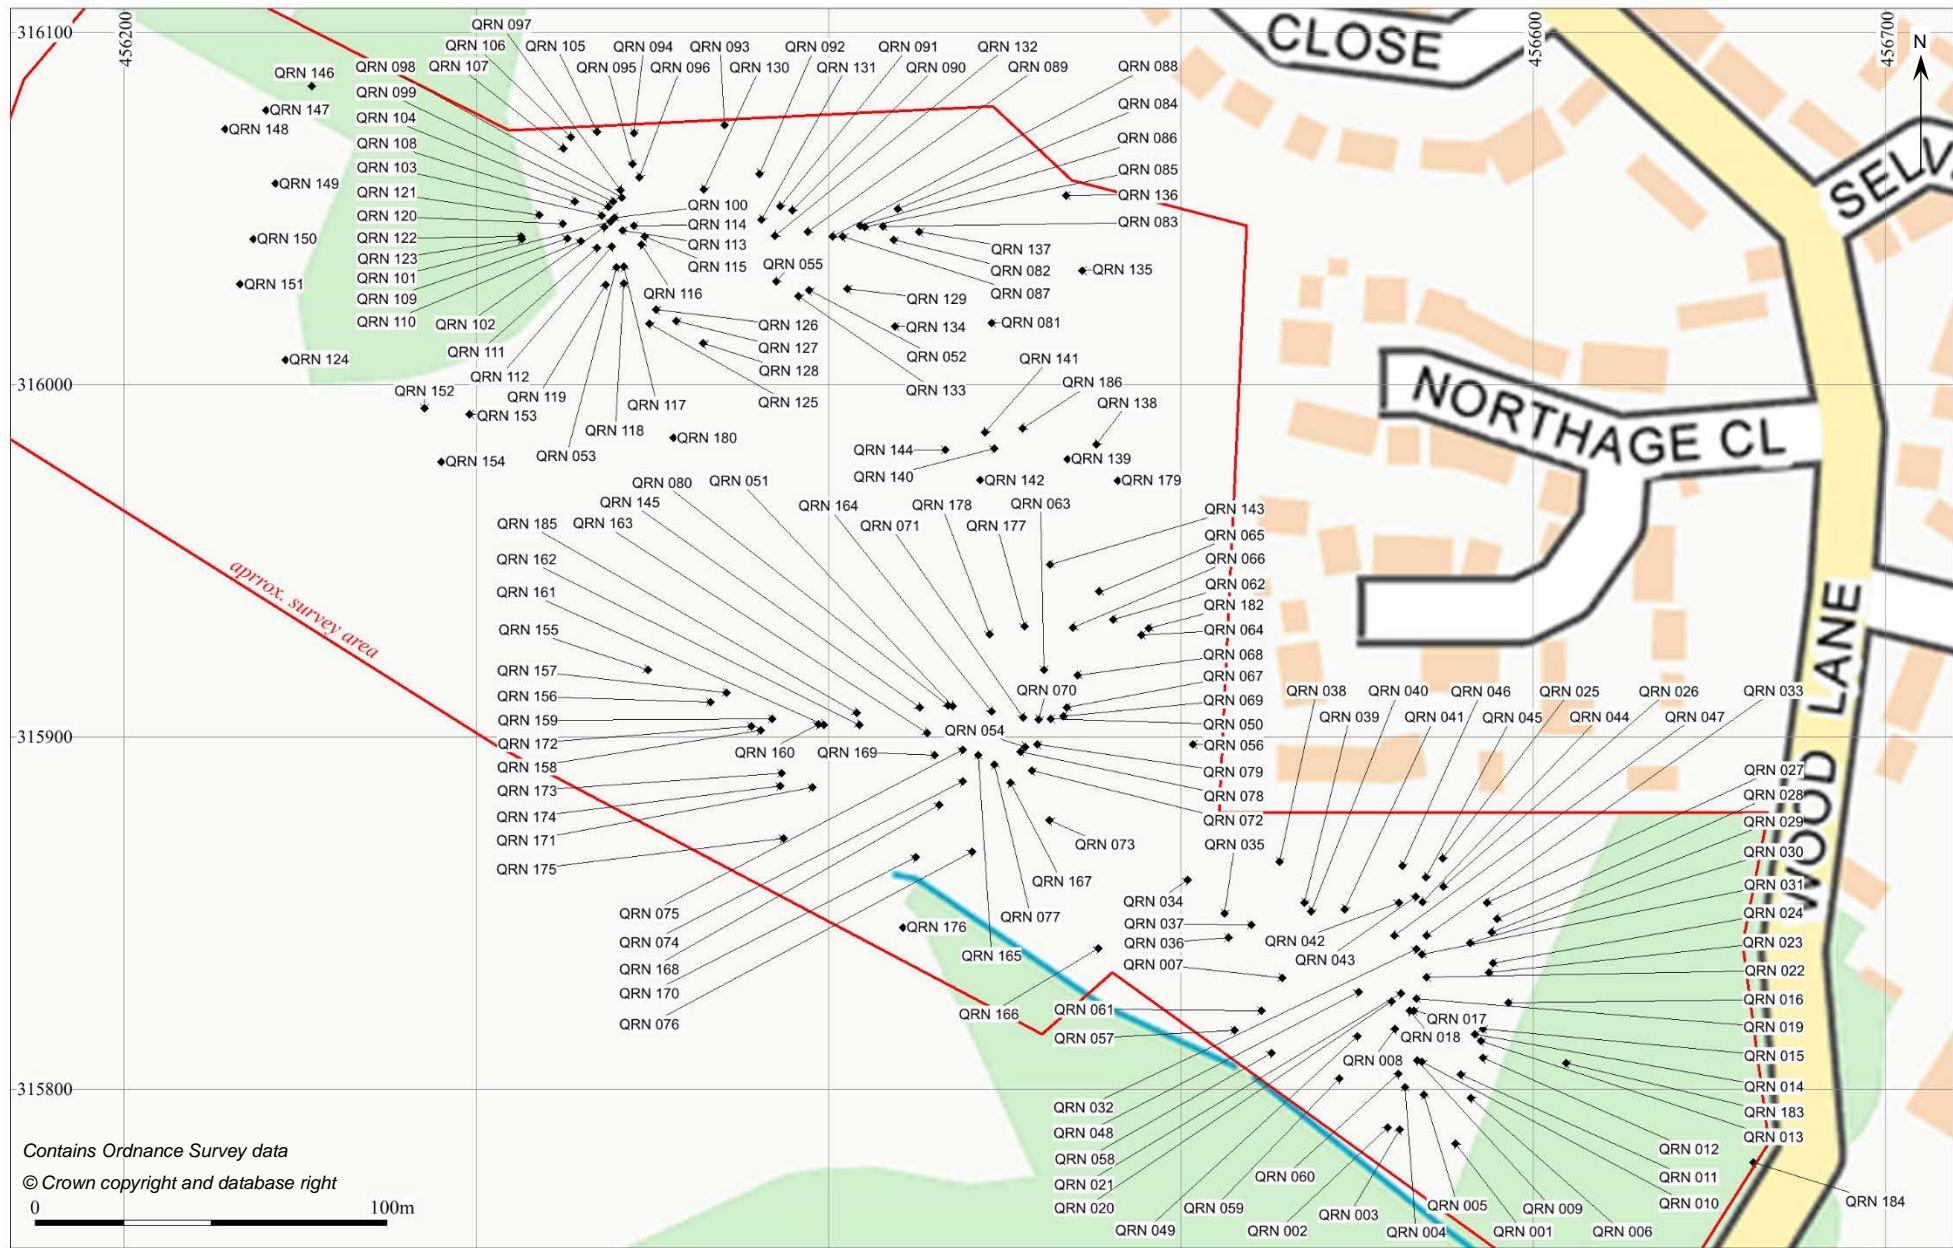 QRN 097
316100
456200
456600
456700
N
QRN 106
QRN 105
QRN 094
QRN 093
QRN 092
QRN 091
QRN 132
CLOSE
QRN 146
QRN 098
QRN 107
QRN 095
QRN 096
QRN 130
QRN 131
QRN 090
QRN 089
QRN 088
QRN 147
QRN 099
QRN 084
QRN 148
QRN 104
QRN 086
QRN 108
QRN 103
QRN 085
QRN 149
QRN 121
QRN 100
QRN 136
SELV
QRN 120
QRN 114
QRN 083
QRN 150
QRN 122
QRN 113
QRN 137
QRN 123
QRN 115
QRN 055
QRN 082
QRN 135
QRN 151
QRN 101
QRN 116
QRN 087
QRN 109
QRN 129
QRN 110
QRN 102
QRN 126
QRN 134
QRN 081
QRN 111
QRN 127
QRN 052
QRN 141
QRN 124
QRN 128
316000
QRN 112
QRN 186
QRN 152
QRN 119
QRN 125
QRN 133
QRN 138
QRN 153
QRN 117
NORTHAGE CL
QRN 118
QRN 180
QRN 144
QRN 154
QRN 053
QRN 139
QRN 140
QRN 080
QRN 051
QRN 142
QRN 179
QRN 145
QRN 164
QRN 178
QRN 063
QRN 143
QRN 185
QRN 163
QRN 071
QRN 177
QRN 065
QRN 162
QRN 066
QRN 161
QRN 062
QRN 182
QRN 155
QRN 064
aprrox. survey area
QRN 068
WOOD LANE
QRN 157
QRN 067
QRN 156
QRN 070
QRN 069
QRN 038
QRN 040
QRN 046
QRN 025
QRN 026
QRN 033
QRN 159
QRN 050
QRN 039
QRN 041
QRN 045
QRN 044
QRN 047
QRN 054
315900
QRN 172
QRN 160
QRN 169
QRN 056
QRN 158
QRN 079
QRN 027
WOOD
QRN 173
QRN 078
QRN 028
QRN 174
QRN 072
QRN 029
QRN 171
QRN 073
QRN 035
QRN 030
QRN 175
QRN 167
QRN 031
QRN 034
QRN 075
QRN 077
QRN 024
QRN 176
QRN 037
QRN 074
QRN 036
QRN 042
QRN 023
QRN 165
QRN 043
QRN 168
QRN 007
QRN 022
QRN 170
QRN 016
QRN 166
QRN 061
QRN 017
QRN 076
QRN 019
QRN 057
QRN 018
QRN 015
QRN 008
QRN 014
315800
QRN 032
QRN 183
QRN 048
QRN 013
Contains Ordnance Survey data
QRN 058
QRN 012
© Crown copyright and database right
QRN 021
QRN 060
QRN 011
0
100m
QRN 020
QRN 059
QRN 003
QRN 005
QRN 009
QRN 010
QRN 184
QRN 049
QRN 002
QRN 004
QRN 001
QRN 006